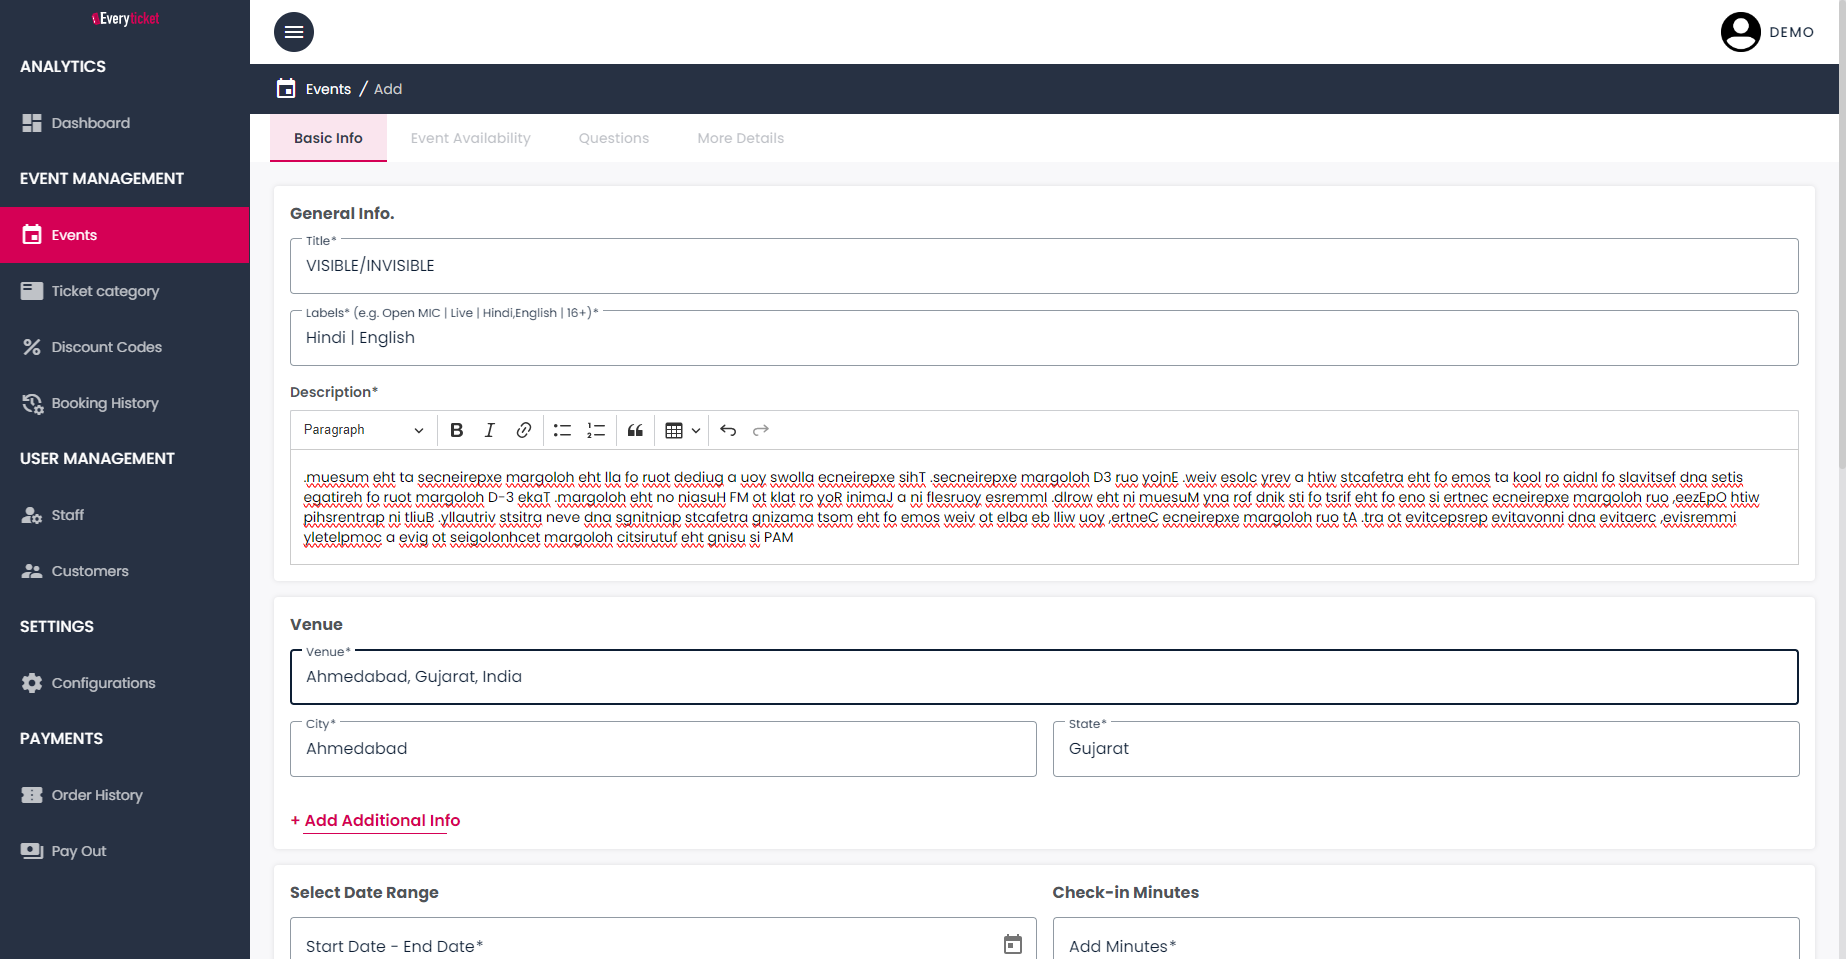 Everyticket
DEMO
ANALYTICS
Dashboard
EVENT MANAGEMENT
Events
Ticket category
Discount Codes
Booking History
USER MANAGEMENT
Staff
Customers
SETTINGS
Configurations
PAYMENTS
Order History
Pay Out
Events / Add
Basic Info
Event Availability
Questions
More Details
General Info.
Title*
VISIBLE/INVISIBLE
Labels* (e.g. Open MIC | Live | Hindi,English | 16+)*
Hindi | English
Description*
Paragraph
.muesum eht ta secneirepxe margoloh eht lla fo ruot dediuq a uoy swolla ecneirepxe sihT .secneirepxe margoloh D3 ruo yojnE .weiv esolc yrev a htiw stcafetra eht fo emos ta kool ro aidnI fo slavitsef dna setis
egatireh fo ruot margoloh D-3 ekaT .margoloh eht no niasuH FM ot klat ro yoR inimaJ a ni flesruoy esremmI .dlrow eht ni muesuM yna rof dnik sti fo tsrif eht fo eno si ertnec ecneirepxe margoloh ruo ,eezEpO htiw
pihsrentrap ni tliuB .yllautriv stsitra neve dna sgnitniap stcafetra gnizama tsom eht fo emos weiv ot elba eb lliw uoy ,ertneC ecneirepxe margoloh ruo tA .tra ot evitcepsrep evitavonni dna evitaerc ,evisremmi
yletelpmoc a evig ot seigolonhcet margoloh citsirutuf eht gnisu si PAM
Venue
Venue*
Ahmedabad, Gujarat, India
City*
Ahmedabad
State*
Gujarat
+ Add Additional Info
Select Date Range
Check-in Minutes
Start Date - End Date*
Add Minutes*